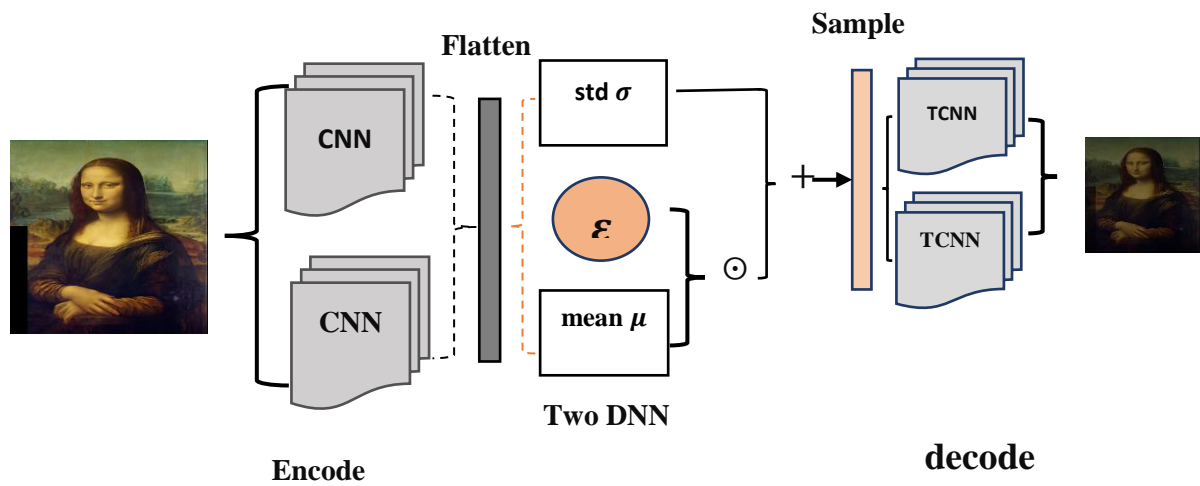 Sample
Flatten
std σ
CNN
TCNN
ε
+
⊙
TCNN
CNN
mean μ
Two DNN
Encode
decode